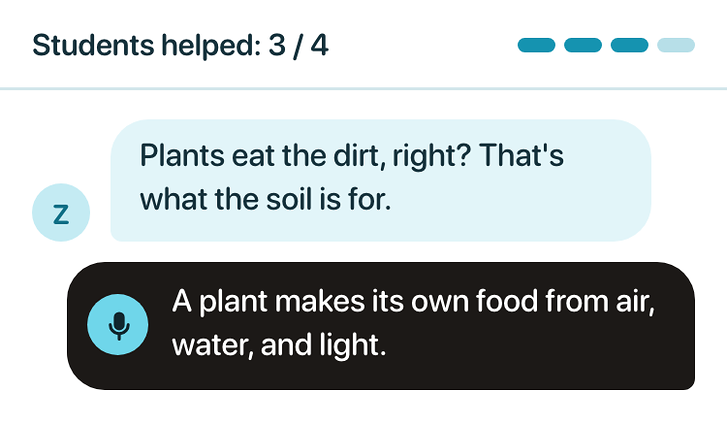 Students helped: 3 / 4
Plants eat the dirt, right? That's
what the soil is for.
Z
A plant makes its own food from air,
water, and light.